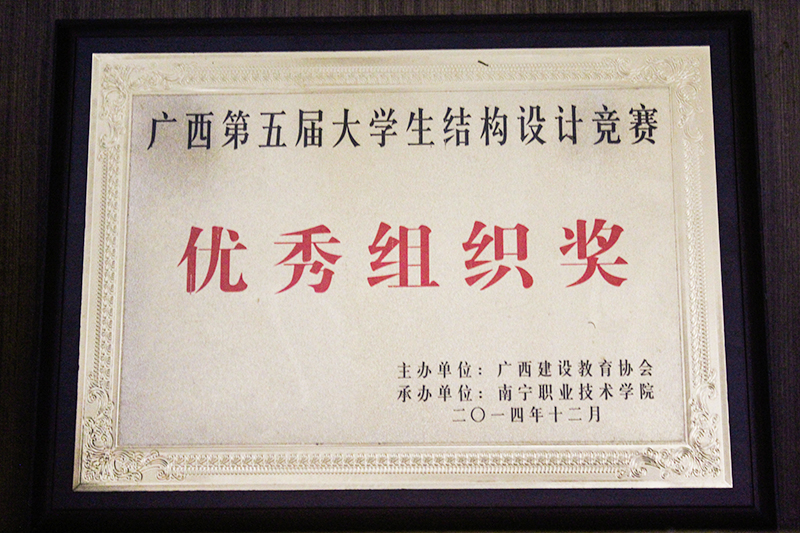 广西第五届大学生结构设计竞赛
优秀组织奖
主办单位：广西建设教育协会
承办单位：南宁职业技术学院
二〇一四年十二月